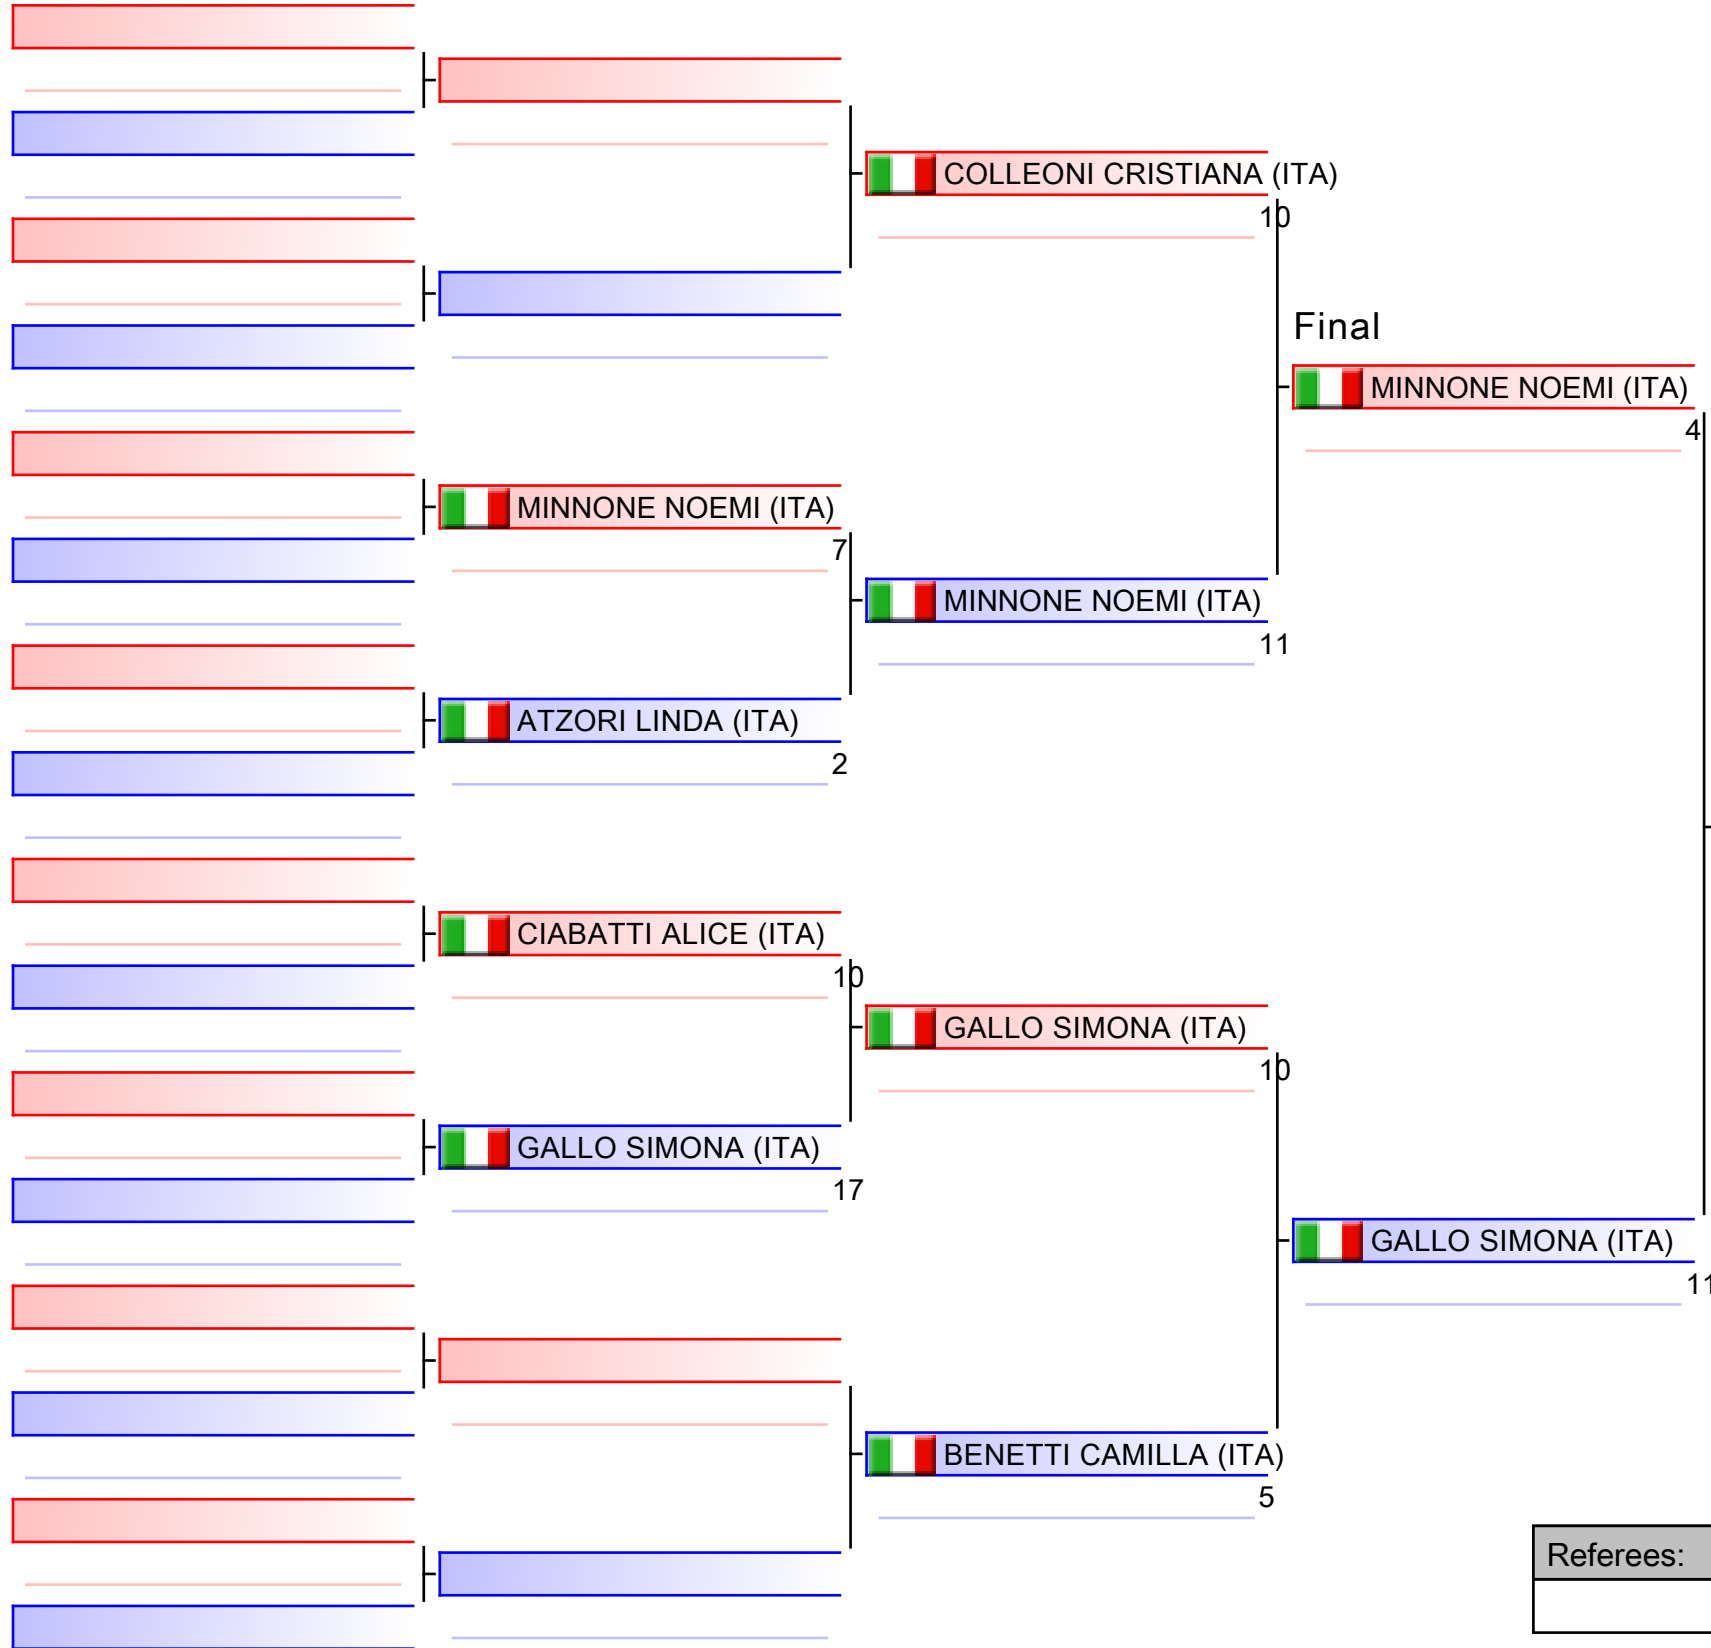 COLLEONI CRISTIANA (ITA)
10
Final
MINNONE NOEMI (ITA)
4
MINNONE NOEMI (ITA)
7
MINNONE NOEMI (ITA)
11
ATZORI LINDA (ITA)
2
CIABATTI ALICE (ITA)
10
GALLO SIMONA (ITA)
10
GALLO SIMONA (ITA)
17
GALLO SIMONA (ITA)
11
BENETTI CAMILLA (ITA)
5
Referees: